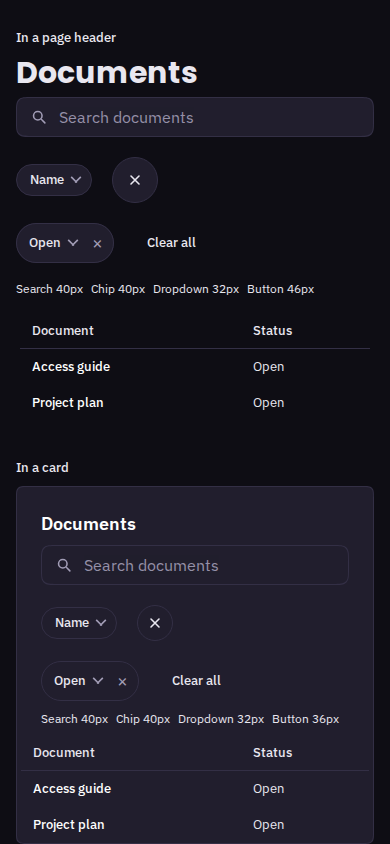 In a page header
Documents
Search documents
Name
Open
Clear all
Search 40px Chip 40px Dropdown 32px Button 46px
Document Status
Access guide Open
Project plan Open
In a card
Documents
Search documents
Name
Open
Clear all
Search 40px Chip 40px Dropdown 32px Button 36px
Document Status
Access guide Open
Project plan Open